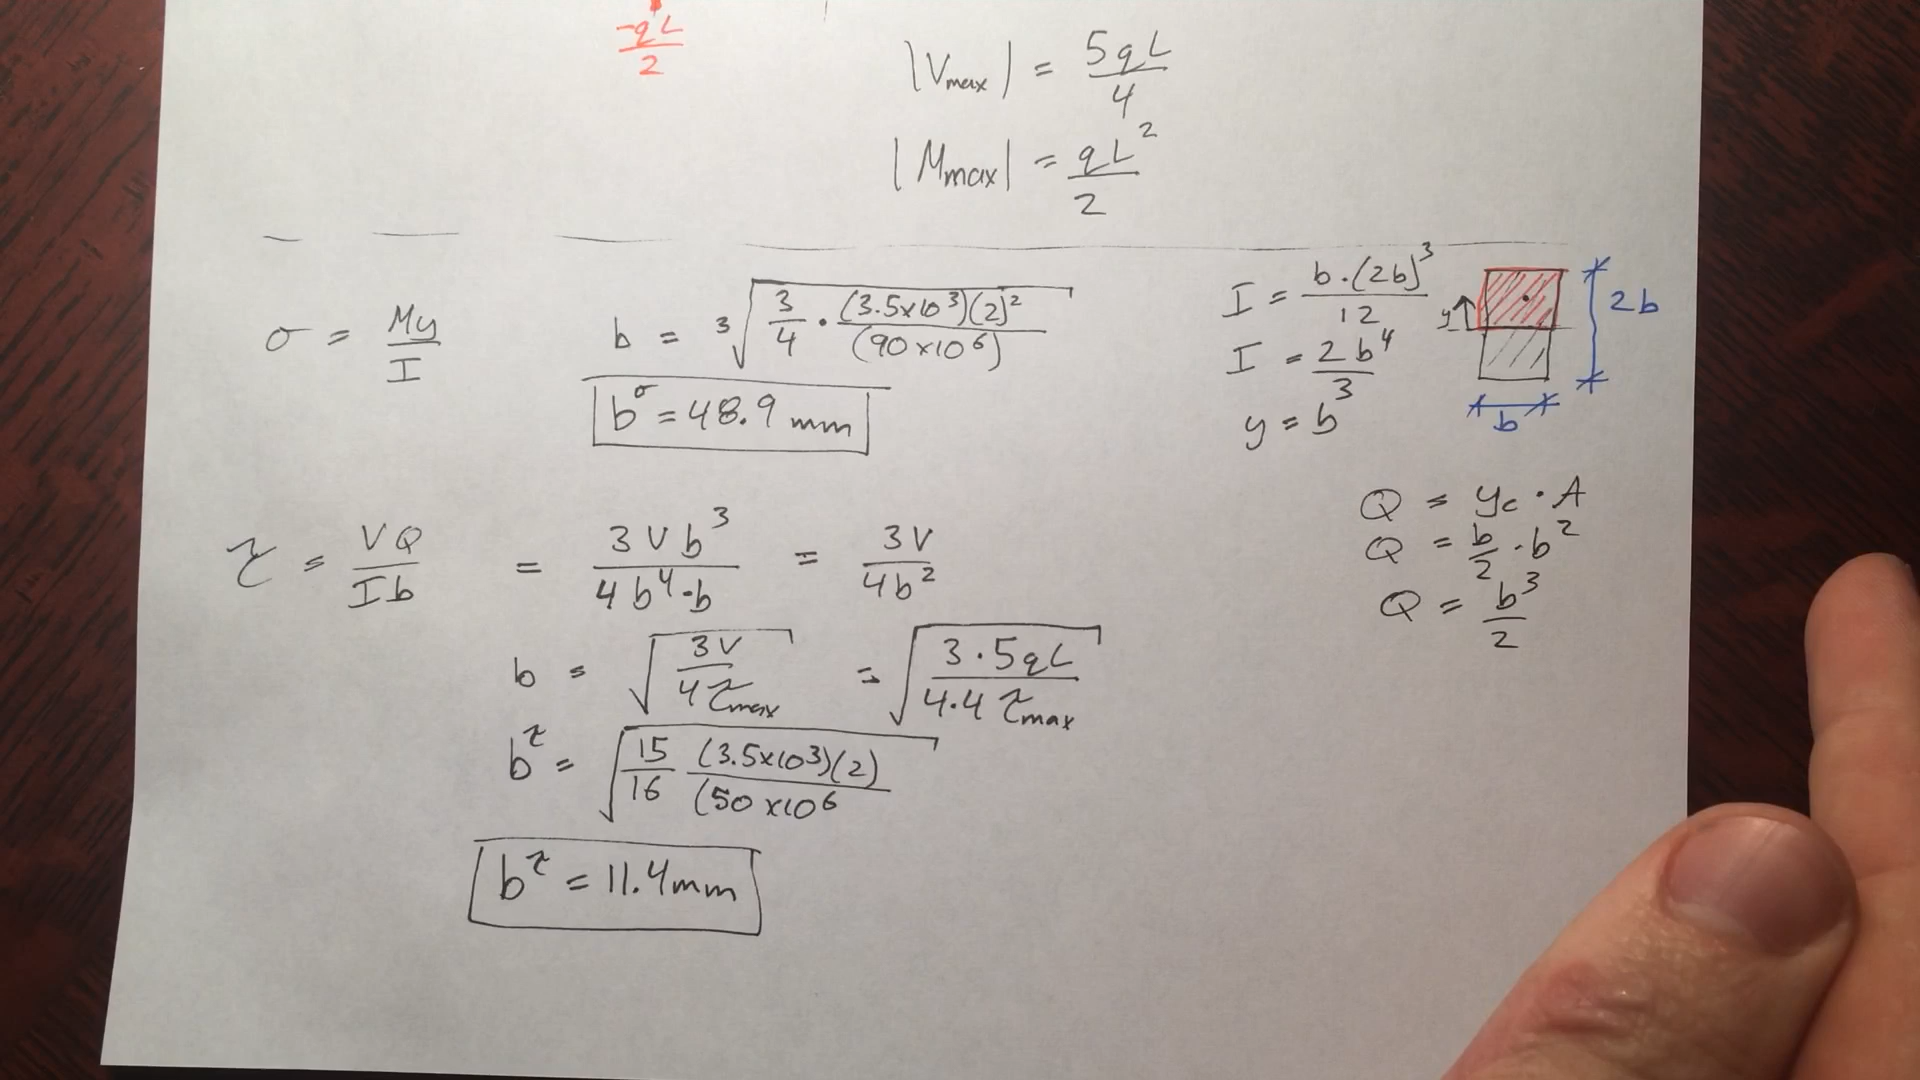 -qL/2
|Vmax| = 5qL/4
|Mmax| = qL²/2
σ = My/I
b = ³√(3/4 · (3.5x10³)(2)²/(90x10⁶))
b^σ = 48.9 mm
I = b·(2b)³/12
I = 2b⁴/3
y = b
y
2b
b
τ = VQ/Ib = 3Vb³/4b⁴·b = 3V/4b²
b = √(3V/4τmax) = √(3·5qL/4·4τmax)
b^τ = √(15/16 (3.5x10³)(2)/(50x10⁶)
b^τ = 11.4mm
Q = yc · A
Q = b/2 · b²
Q = b³/2